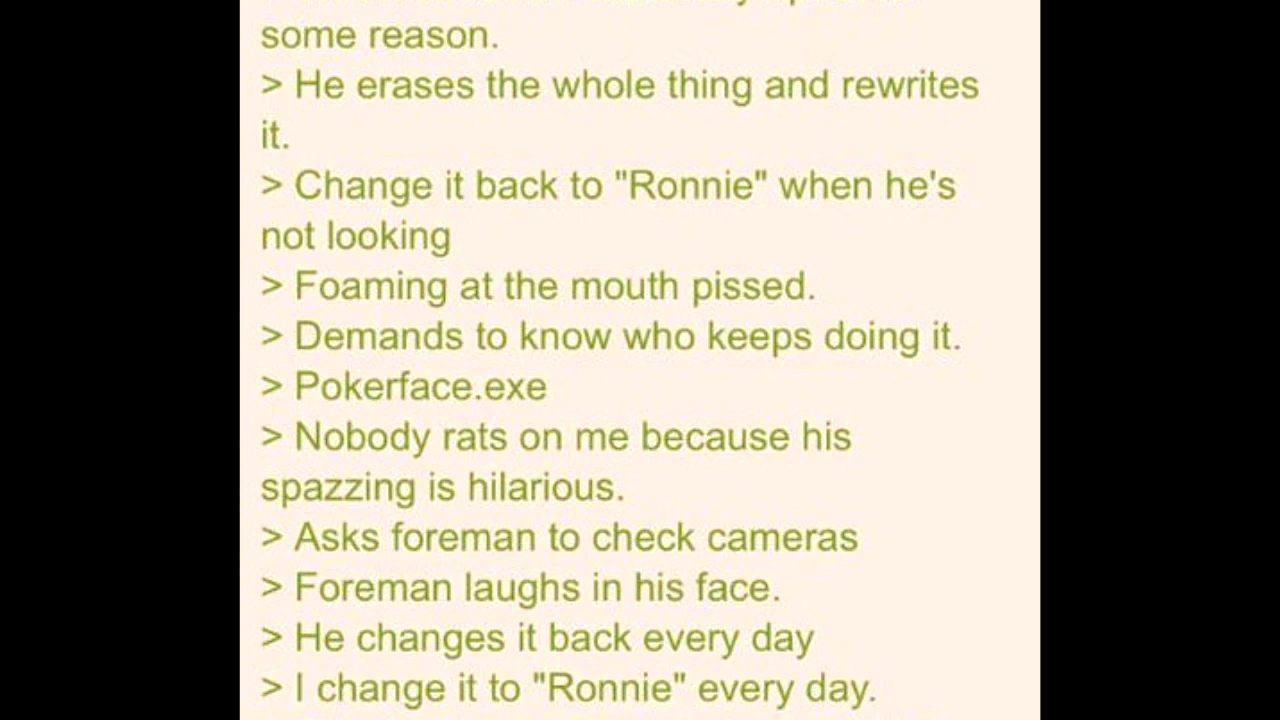 some reason.
> He erases the whole thing and rewrites
it.
> Change it back to "Ronnie" when he's
not looking
> Foaming at the mouth pissed.
> Demands to know who keeps doing it.
> Pokerface.exe
> Nobody rats on me because his
spazzing is hilarious.
> Asks foreman to check cameras
> Foreman laughs in his face.
> He changes it back every day
> I change it to "Ronnie" every day.